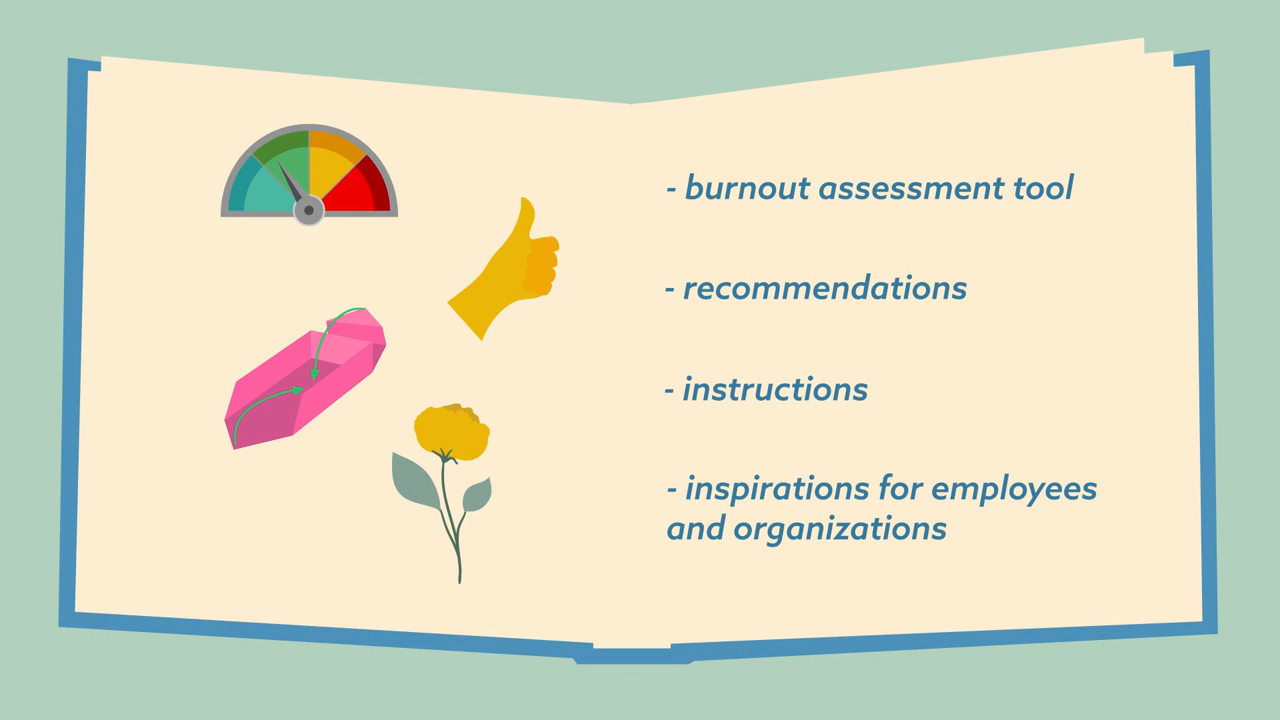 - burnout assessment tool
- recommendations
- instructions
- inspirations for employees
and organizations